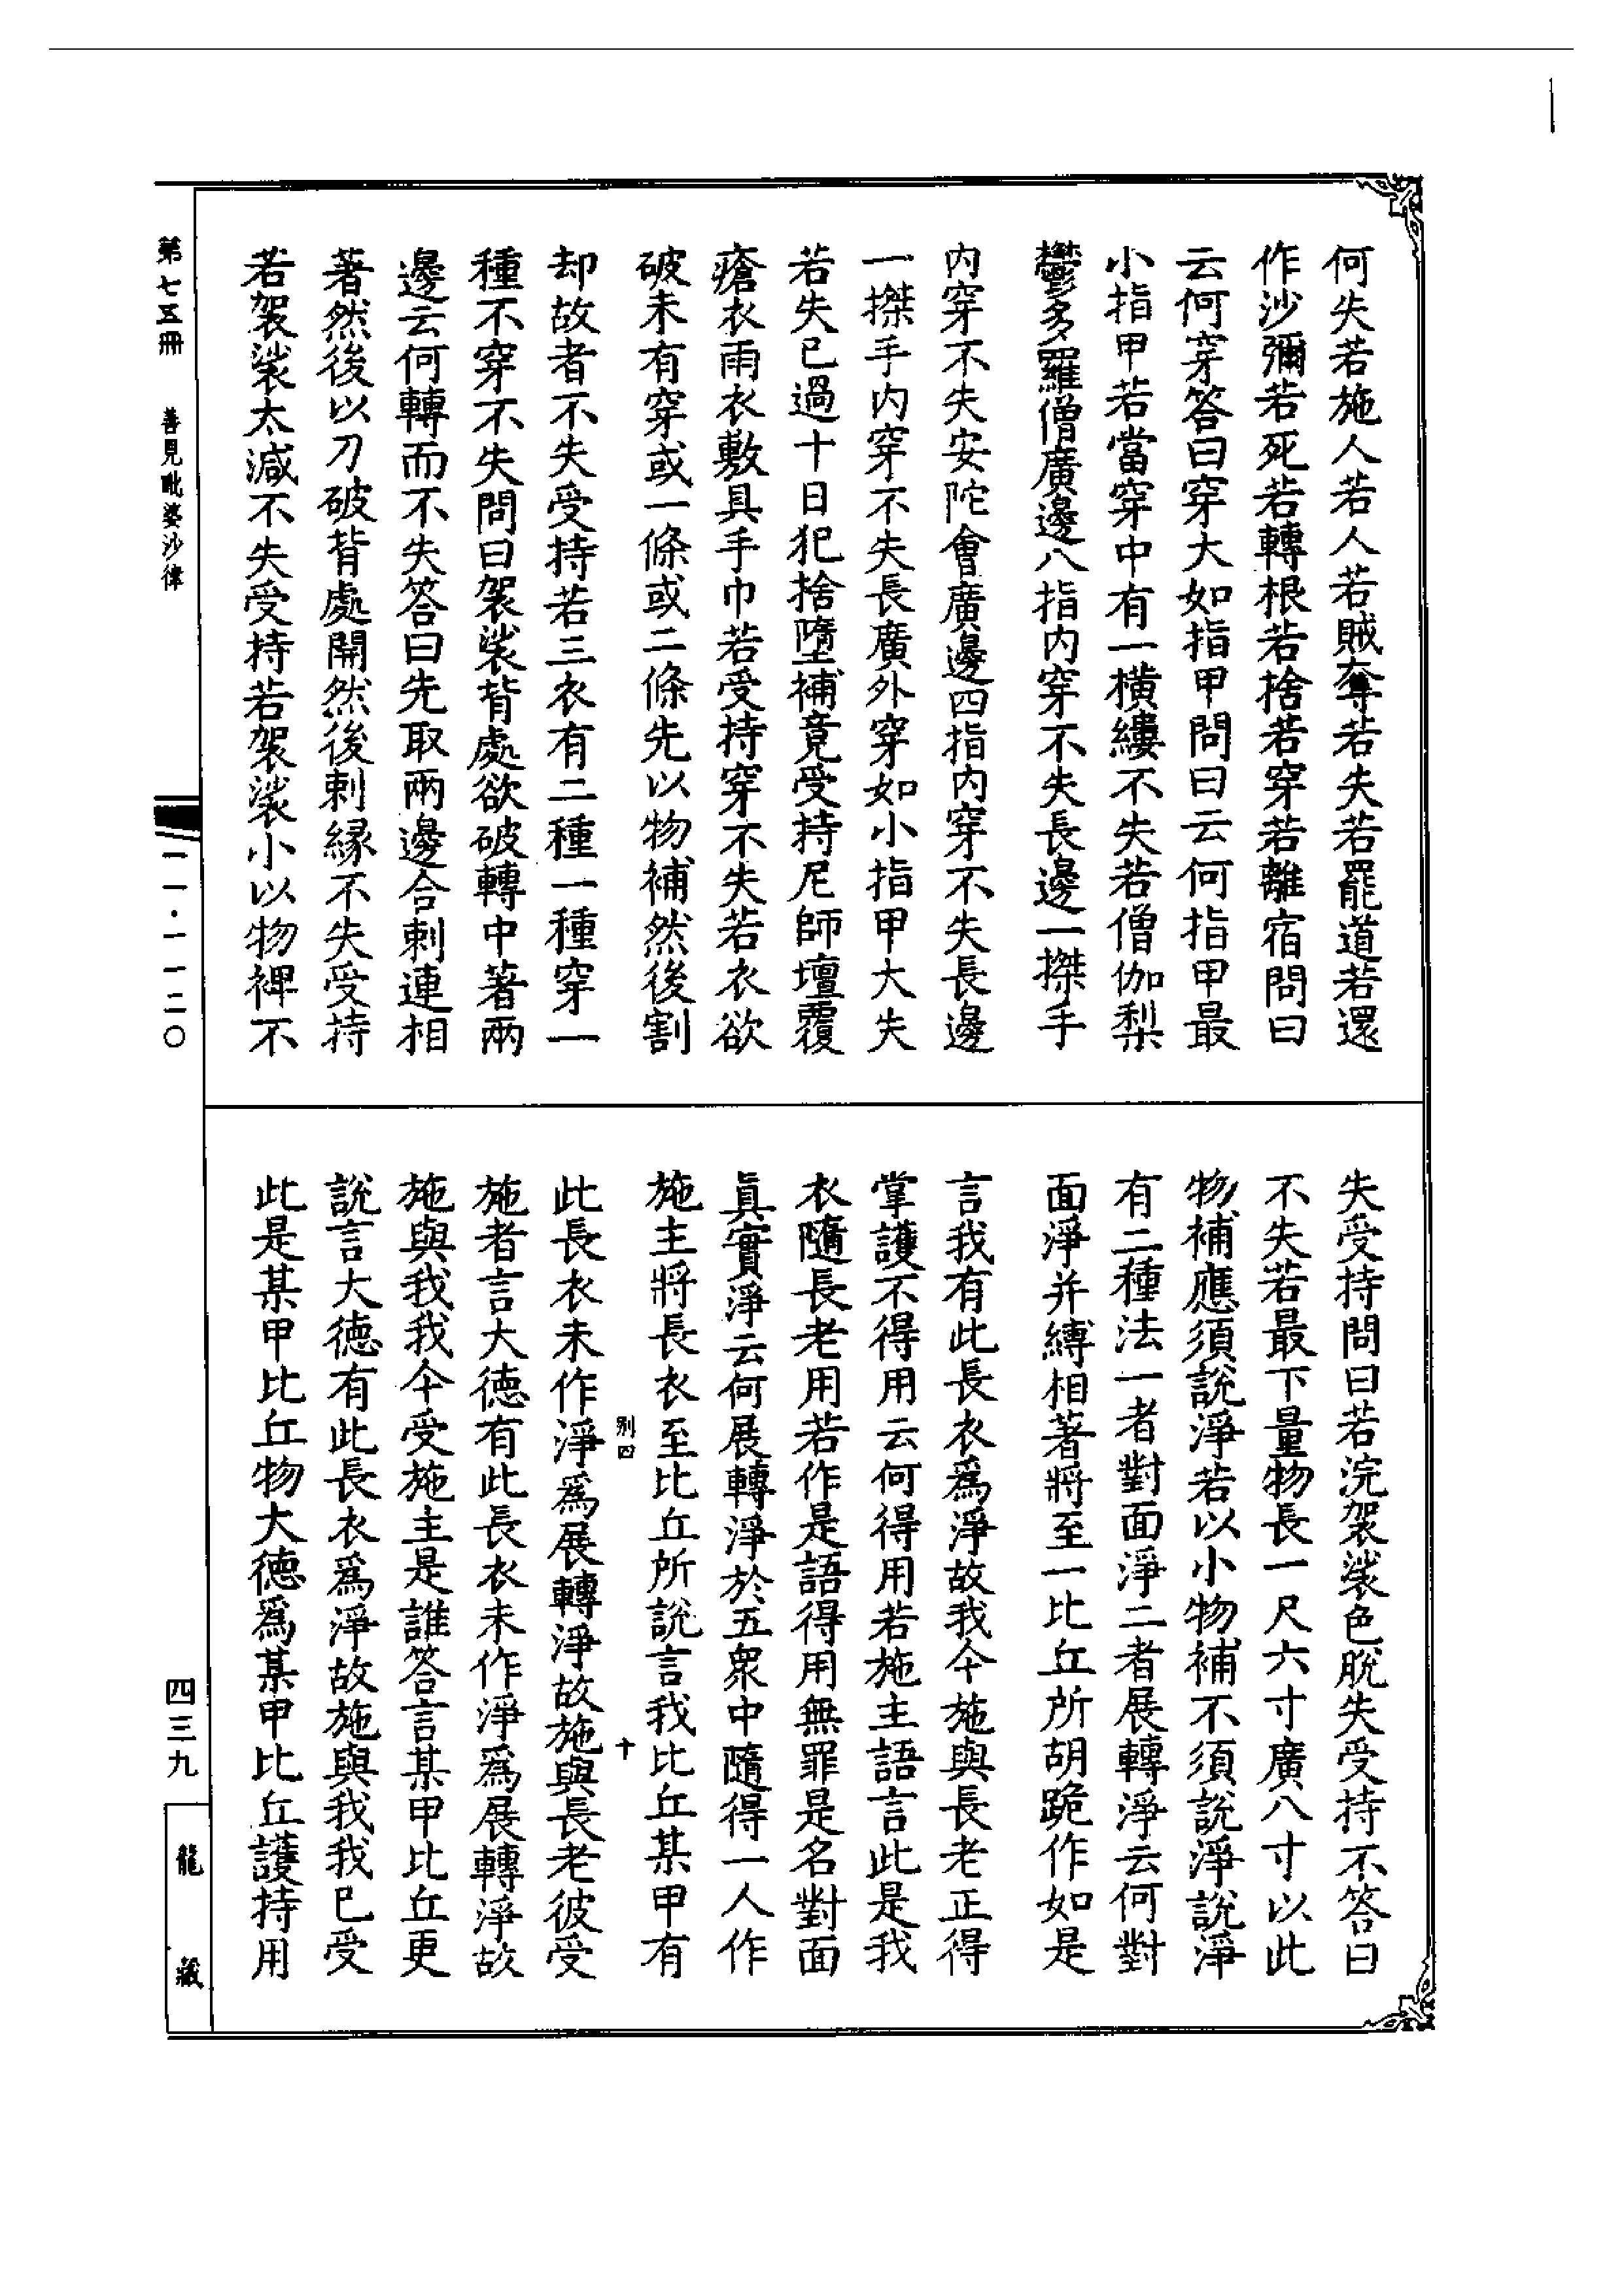 何失若施人若人若賊奪若失若罷道若還
作沙彌若死若轉根若捨若穿若離宿問曰
云何穿答曰穿大如指甲問曰云何指甲最
小指甲若當穿中有一橫縷不失若僧伽梨
鬱多羅僧廣邊八指內穿不失長邊一搩手
內穿不失安陀會廣邊四指內穿不失長邊
一搩手內穿不失長廣外穿如小指甲大失
若失已過十日犯捨墮補竟受持尼師壇覆
瘡衣雨衣敷具手巾若受持穿不失若衣欲
破未有穿或一條或二條先以物補然後割
却故者不失受持若三衣有二種一種穿一
種不穿不失問曰袈裟背處欲破轉中著兩
邊云何轉而不失答曰先取兩邊合刺連相
著然後以刀破背處開然後刺緣不失受持
若袈裟太減不失受持若袈裟小以物裨不
失受持問曰若浣袈裟色脫失受持不答曰
不失若最下量物長一尺六寸廣八寸以此
物補應須說淨若以小物補不須說淨說淨
有二種法一者對面淨二者展轉淨云何對
面淨并縛相著將至一比丘所胡跪作如是
言我有此長衣爲淨故我今施與長老正得
掌護不得用云何得用若施主語言此是我
衣隨長老用若作是語得用無罪是名對面
眞實淨云何展轉淨於五衆中隨得一人作
施主將長衣至比丘所說言我比丘某甲有
别四
十
此長衣未作淨爲展轉淨故施與長老彼受
施者言大德有此長衣未作淨爲展轉淨故
施與我我今受施主是誰答言某甲比丘更
說言大德有此長衣爲淨故施與我我已受
此是某甲比丘物大德爲某甲比丘護持用
第七五冊
善見毗婆沙律
一一·一一二〇
四三九
龍藏